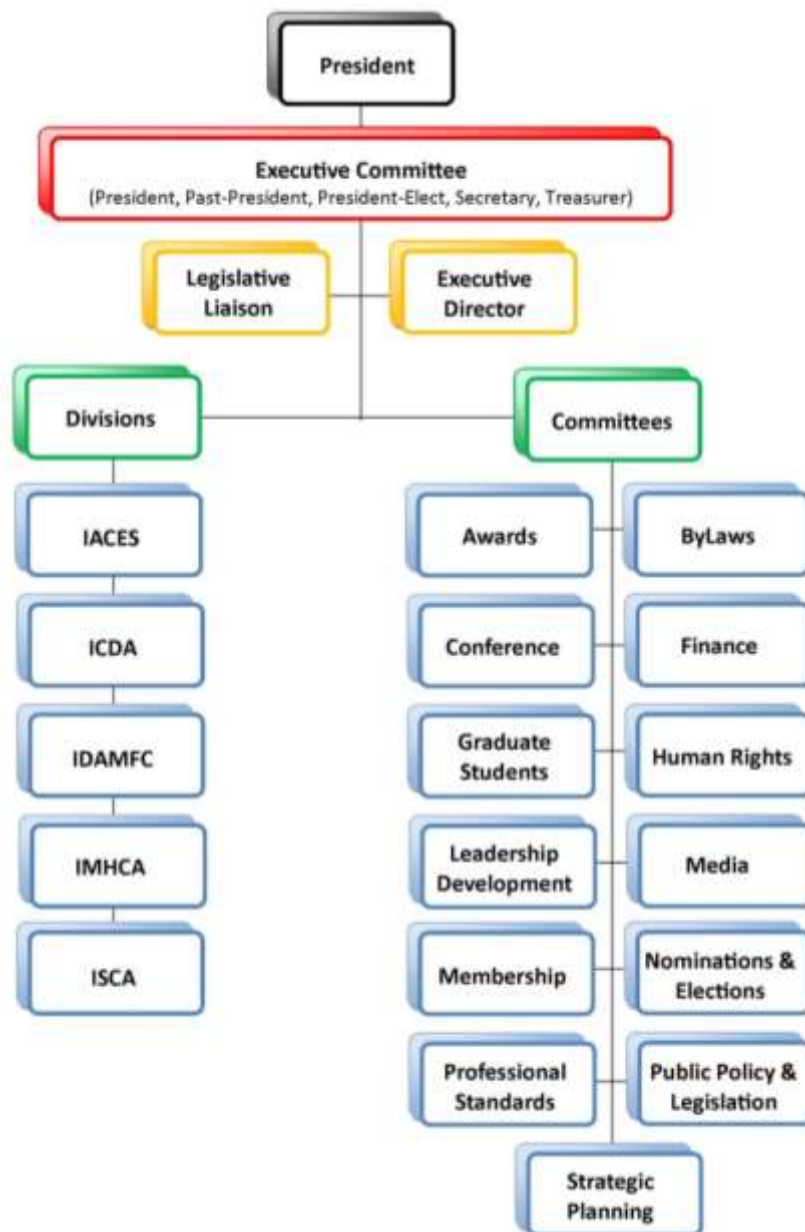 President
Executive Committee
(President, Past-President, President-Elect, Secretary, Treasurer)
Legislative
Liaison
Executive
Director
Divisions
Committees
IACES
ICDA
IDAMFC
IMHCA
ISCA
Awards
ByLaws
Conference
Finance
Graduate
Students
Human Rights
Leadership
Development
Media
Membership
Nominations &
Elections
Professional
Standards
Public Policy &
Legislation
Strategic
Planning